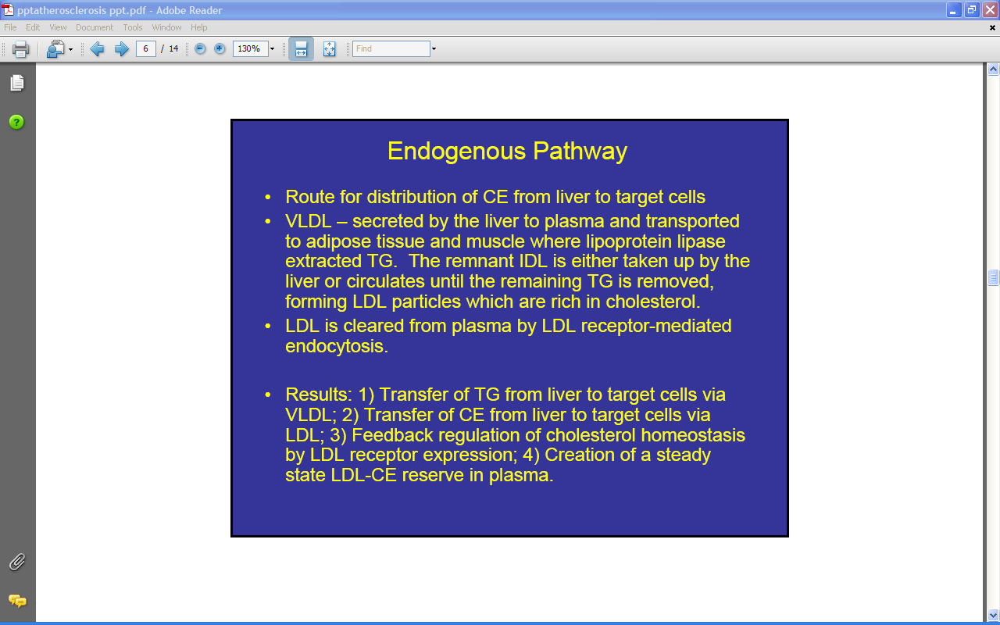 pptatherosclerosis ppt.pdf - Adobe Reader
File Edit View Document Tools Window Help
6 / 14 130% Find
Endogenous Pathway
• Route for distribution of CE from liver to target cells
• VLDL – secreted by the liver to plasma and transported
to adipose tissue and muscle where lipoprotein lipase
extracted TG. The remnant IDL is either taken up by the
liver or circulates until the remaining TG is removed,
forming LDL particles which are rich in cholesterol.
• LDL is cleared from plasma by LDL receptor-mediated
endocytosis.
• Results: 1) Transfer of TG from liver to target cells via
VLDL; 2) Transfer of CE from liver to target cells via
LDL; 3) Feedback regulation of cholesterol homeostasis
by LDL receptor expression; 4) Creation of a steady
state LDL-CE reserve in plasma.